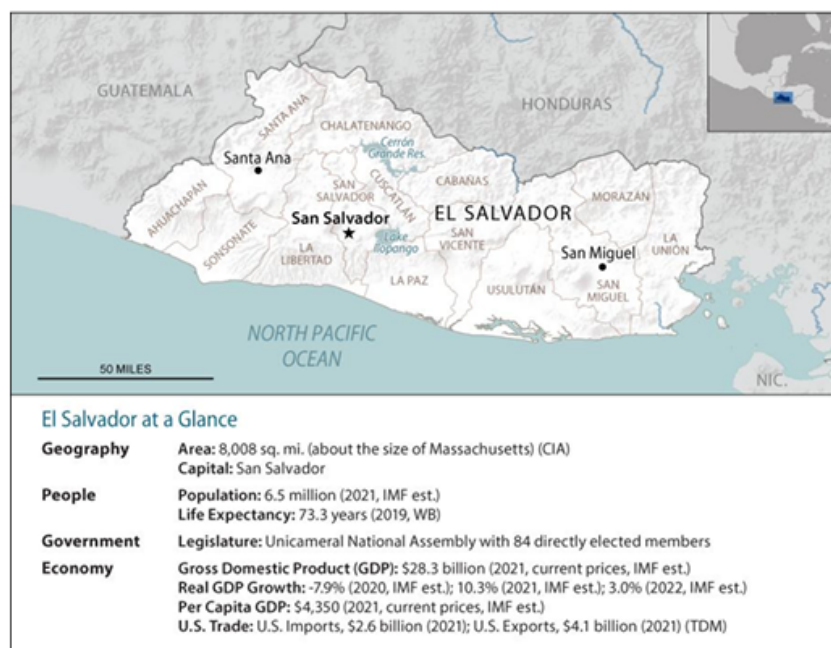 GUATEMALA
HONDURAS
SANTA ANA
CHALATENANGO
Cerrón
Grande Res.
Santa Ana
CABAÑAS
MORAZAN
AHUACHAPÁN
SAN
SALVADOR
CUSCATLÁN
EL SALVADOR
San Salvador
SONSONATE
LA
LIBERTAD
Lake
Ilopango
SAN
VICENTE
San Miguel
LA
UNIÓN
LA PAZ
USULUTÁN
SAN
MIGUEL
NORTH PACIFIC
OCEAN
50 MILES
NIC.
El Salvador at a Glance
Geography Area: 8,008 sq. mi. (about the size of Massachusetts) (CIA)
Capital: San Salvador
People Population: 6.5 million (2021, IMF est.)
Life Expectancy: 73.3 years (2019, WB)
Government Legislature: Unicameral National Assembly with 84 directly elected members
Economy Gross Domestic Product (GDP): $28.3 billion (2021, current prices, IMF est.)
Real GDP Growth: -7.9% (2020, IMF est.); 10.3% (2021, IMF est.); 3.0% (2022, IMF est.)
Per Capita GDP: $4,350 (2021, current prices, IMF est.)
U.S. Trade: U.S. Imports, $2.6 billion (2021); U.S. Exports, $4.1 billion (2021) (TDM)